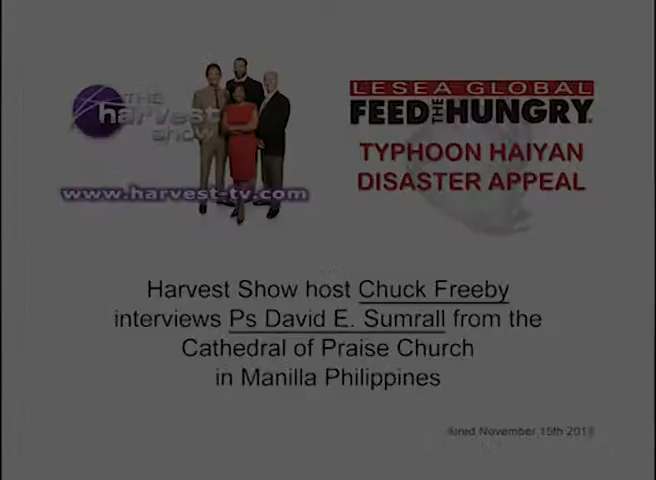 THE
harvest
show
www.harvest-tv.com
LESEA GLOBAL
FEED THE HUNGRY.
TYPHOON HAIYAN
DISASTER APPEAL
Harvest Show host Chuck Freeby
interviews Ps David E. Sumrall from the
Cathedral of Praise Church
in Manilla Philippines
November 15th 2013